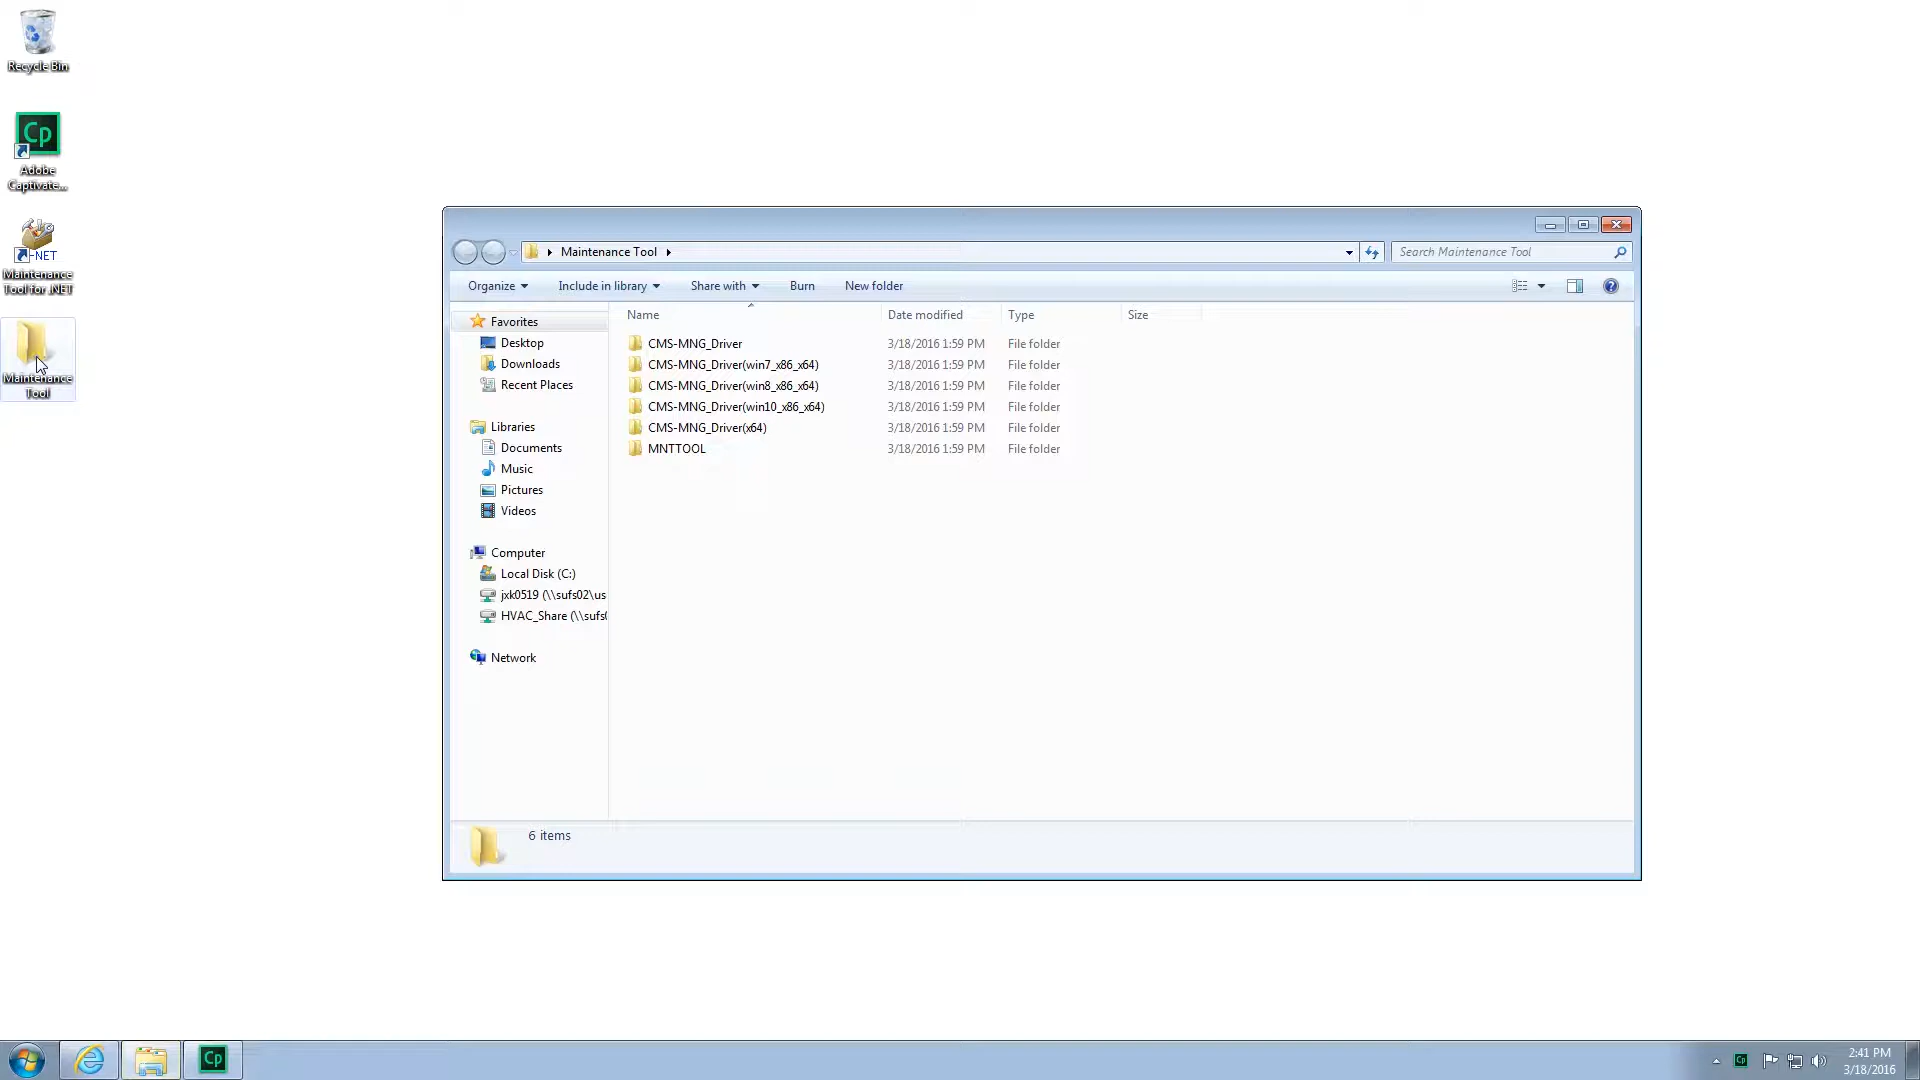 Recycle Bin
Cp
Adobe
Captivate...
.NET
Maintenance
Tool for .NET
Maintenance
Tool
Maintenance Tool
Search Maintenance Tool
Organize
Include in library
Share with
Burn
New folder
?
Name
Date modified
Type
Size
CMS-MNG_Driver 3/18/2016 1:59 PM File folder
CMS-MNG_Driver(win7_x86_x64) 3/18/2016 1:59 PM File folder
CMS-MNG_Driver(win8_x86_x64) 3/18/2016 1:59 PM File folder
CMS-MNG_Driver(win10_x86_x64) 3/18/2016 1:59 PM File folder
CMS-MNG_Driver(x64) 3/18/2016 1:59 PM File folder
MNTTOOL 3/18/2016 1:59 PM File folder
Favorites
Desktop
Downloads
Recent Places
Libraries
Documents
Music
Pictures
Videos
Computer
Local Disk (C:)
jxk0519 (\\sufs02\us
HVAC_Share (\\sufs0
Network
6 items
Cp
Cp
2:41 PM
3/18/2016